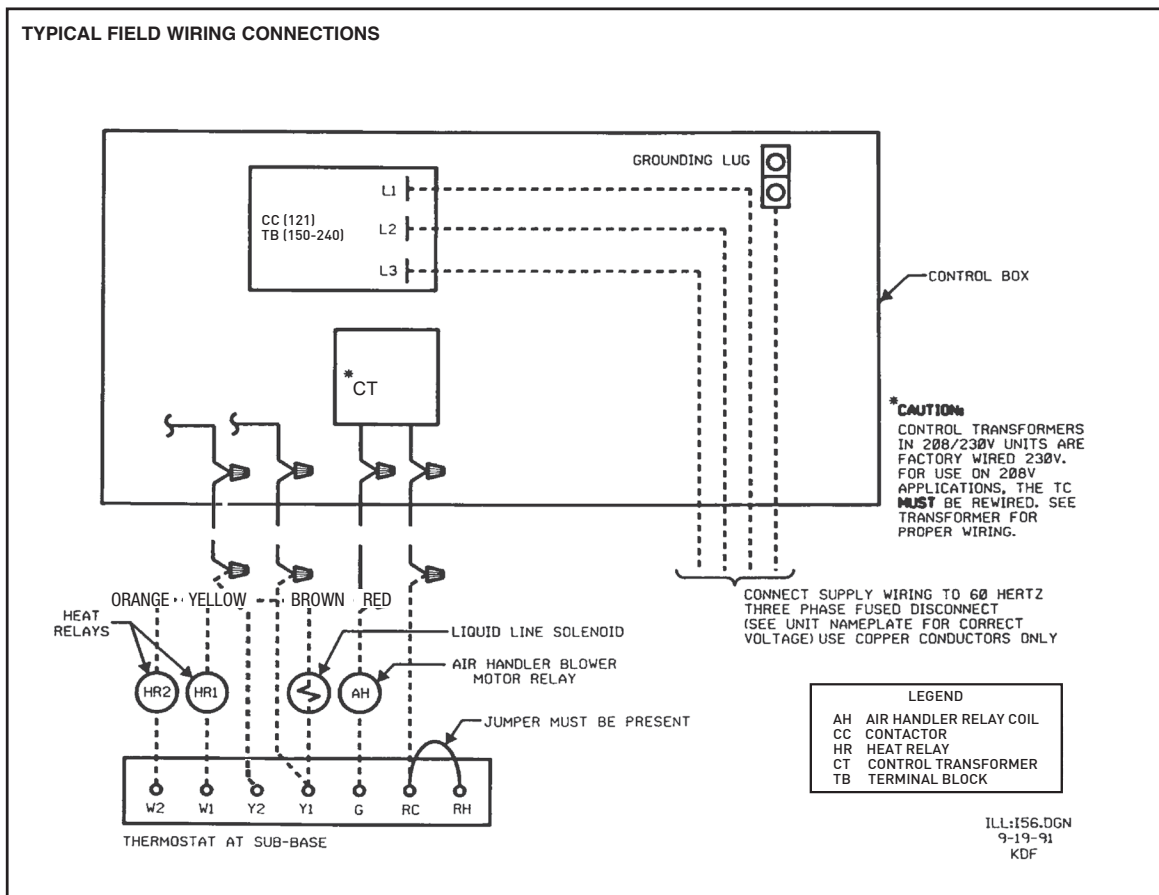 TYPICAL FIELD WIRING CONNECTIONS
GROUNDING LUG
L1
CC (121)
TB (150-240)
L2
L3
CONTROL BOX
*CT
*CAUTION:
CONTROL TRANSFORMERS
IN 208/230V UNITS ARE
FACTORY WIRED 230V.
FOR USE ON 208V
APPLICATIONS, THE TC
MUST BE REWIRED. SEE
TRANSFORMER FOR
PROPER WIRING.
CONNECT SUPPLY WIRING TO 60 HERTZ
THREE PHASE FUSED DISCONNECT
(SEE UNIT NAMEPLATE FOR CORRECT
VOLTAGE) USE COPPER CONDUCTORS ONLY
ORANGE YELLOW BROWN RED
HEAT
RELAYS
LIQUID LINE SOLENOID
AIR HANDLER BLOWER
MOTOR RELAY
HR2 HR1 AH
JUMPER MUST BE PRESENT
W2 W1 Y2 Y1 G RC RH
THERMOSTAT AT SUB-BASE
LEGEND
AH AIR HANDLER RELAY COIL
CC CONTACTOR
HR HEAT RELAY
CT CONTROL TRANSFORMER
TB TERMINAL BLOCK
ILL:I56.DGN
9-19-91
KDF